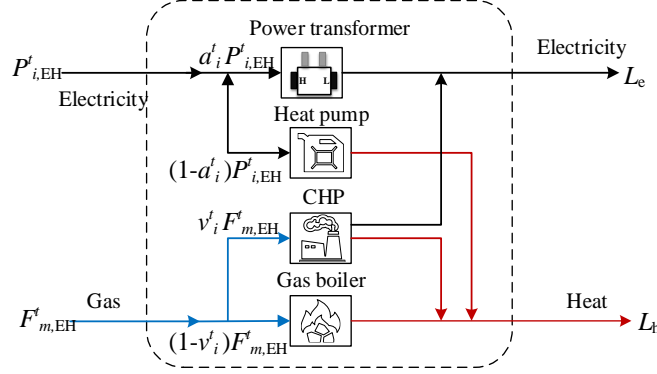 Power transformer
Electricity
P^t_{i,EH}
a^t_i P^t_{i,EH}
H L
L_e
Electricity
Heat pump
(1-a^t_i)P^t_{i,EH}
CHP
v^t_i F^t_{m,EH}
Gas boiler
Gas
Heat
F^t_{m,EH}
L_h
(1-v^t_i)F^t_{m,EH}